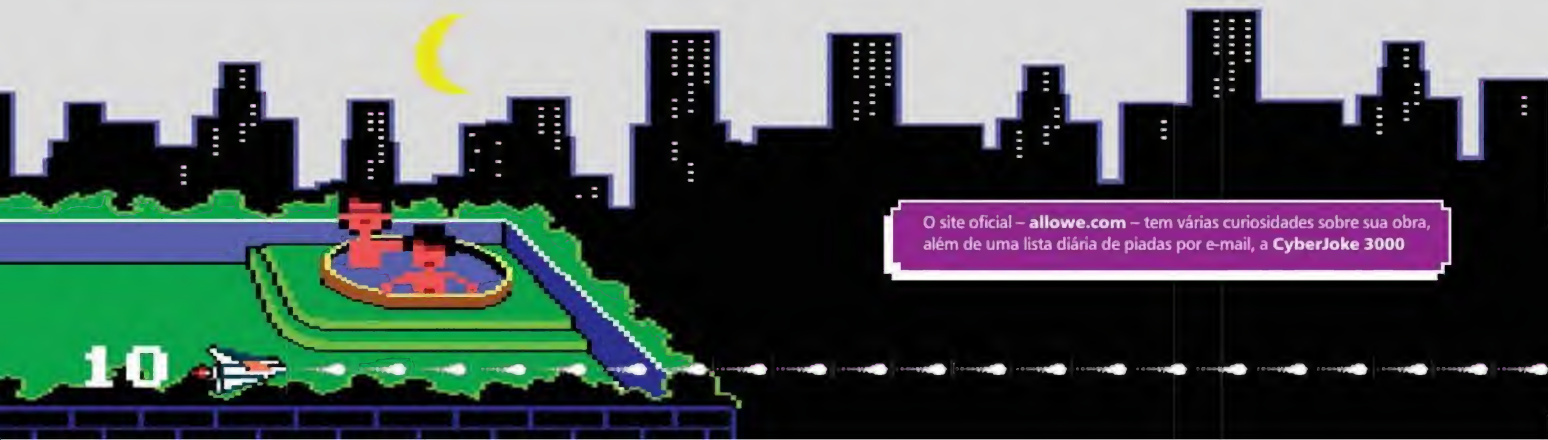 O site oficial – allowe.com – tem várias curiosidades sobre sua obra,
além de uma lista diária de piadas por e-mail, a CyberJoke 3000
10